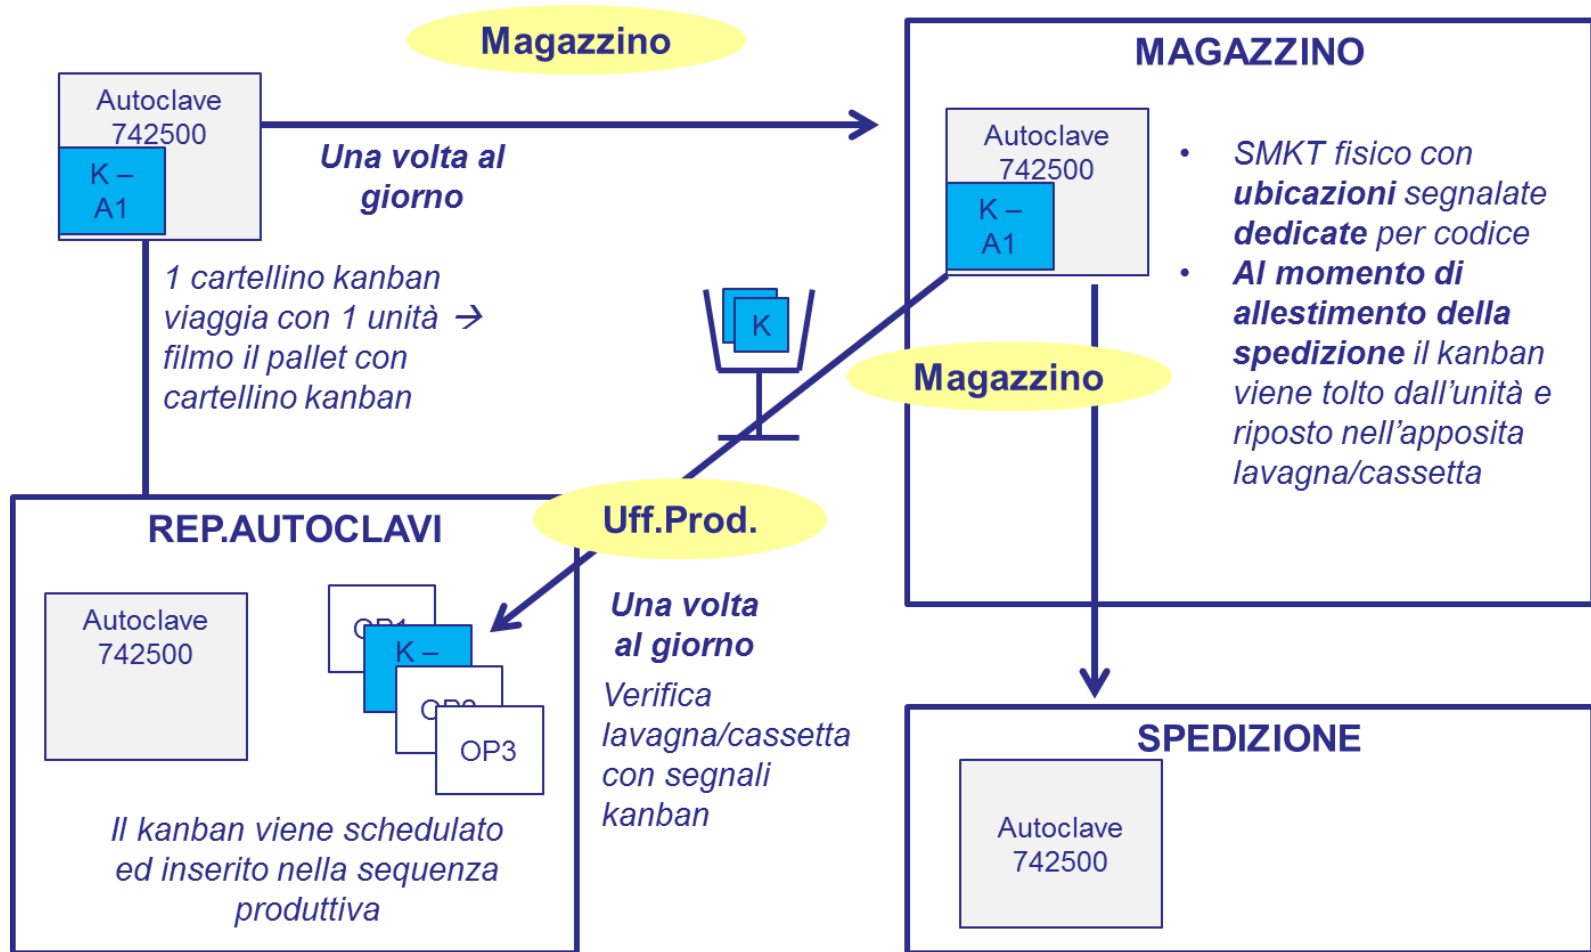 Magazzino
Autoclave
742500
K –
A1
Una volta al
giorno
1 cartellino kanban
viaggia con 1 unità →
filmo il pallet con
cartellino kanban
K
MAGAZZINO
Autoclave
742500
K –
A1
• SMKT fisico con
ubicazioni segnalate
dedicate per codice
• Al momento di
allestimento della
spedizione il kanban
viene tolto dall'unità e
riposto nell'apposita
lavagna/cassetta
Magazzino
Uff.Prod.
REP.AUTOCLAVI
Autoclave
742500
OP1
K –
OP3
Il kanban viene schedulato
ed inserito nella sequenza
produttiva
Una volta
al giorno
Verifica
lavagna/cassetta
con segnali
kanban
SPEDIZIONE
Autoclave
742500